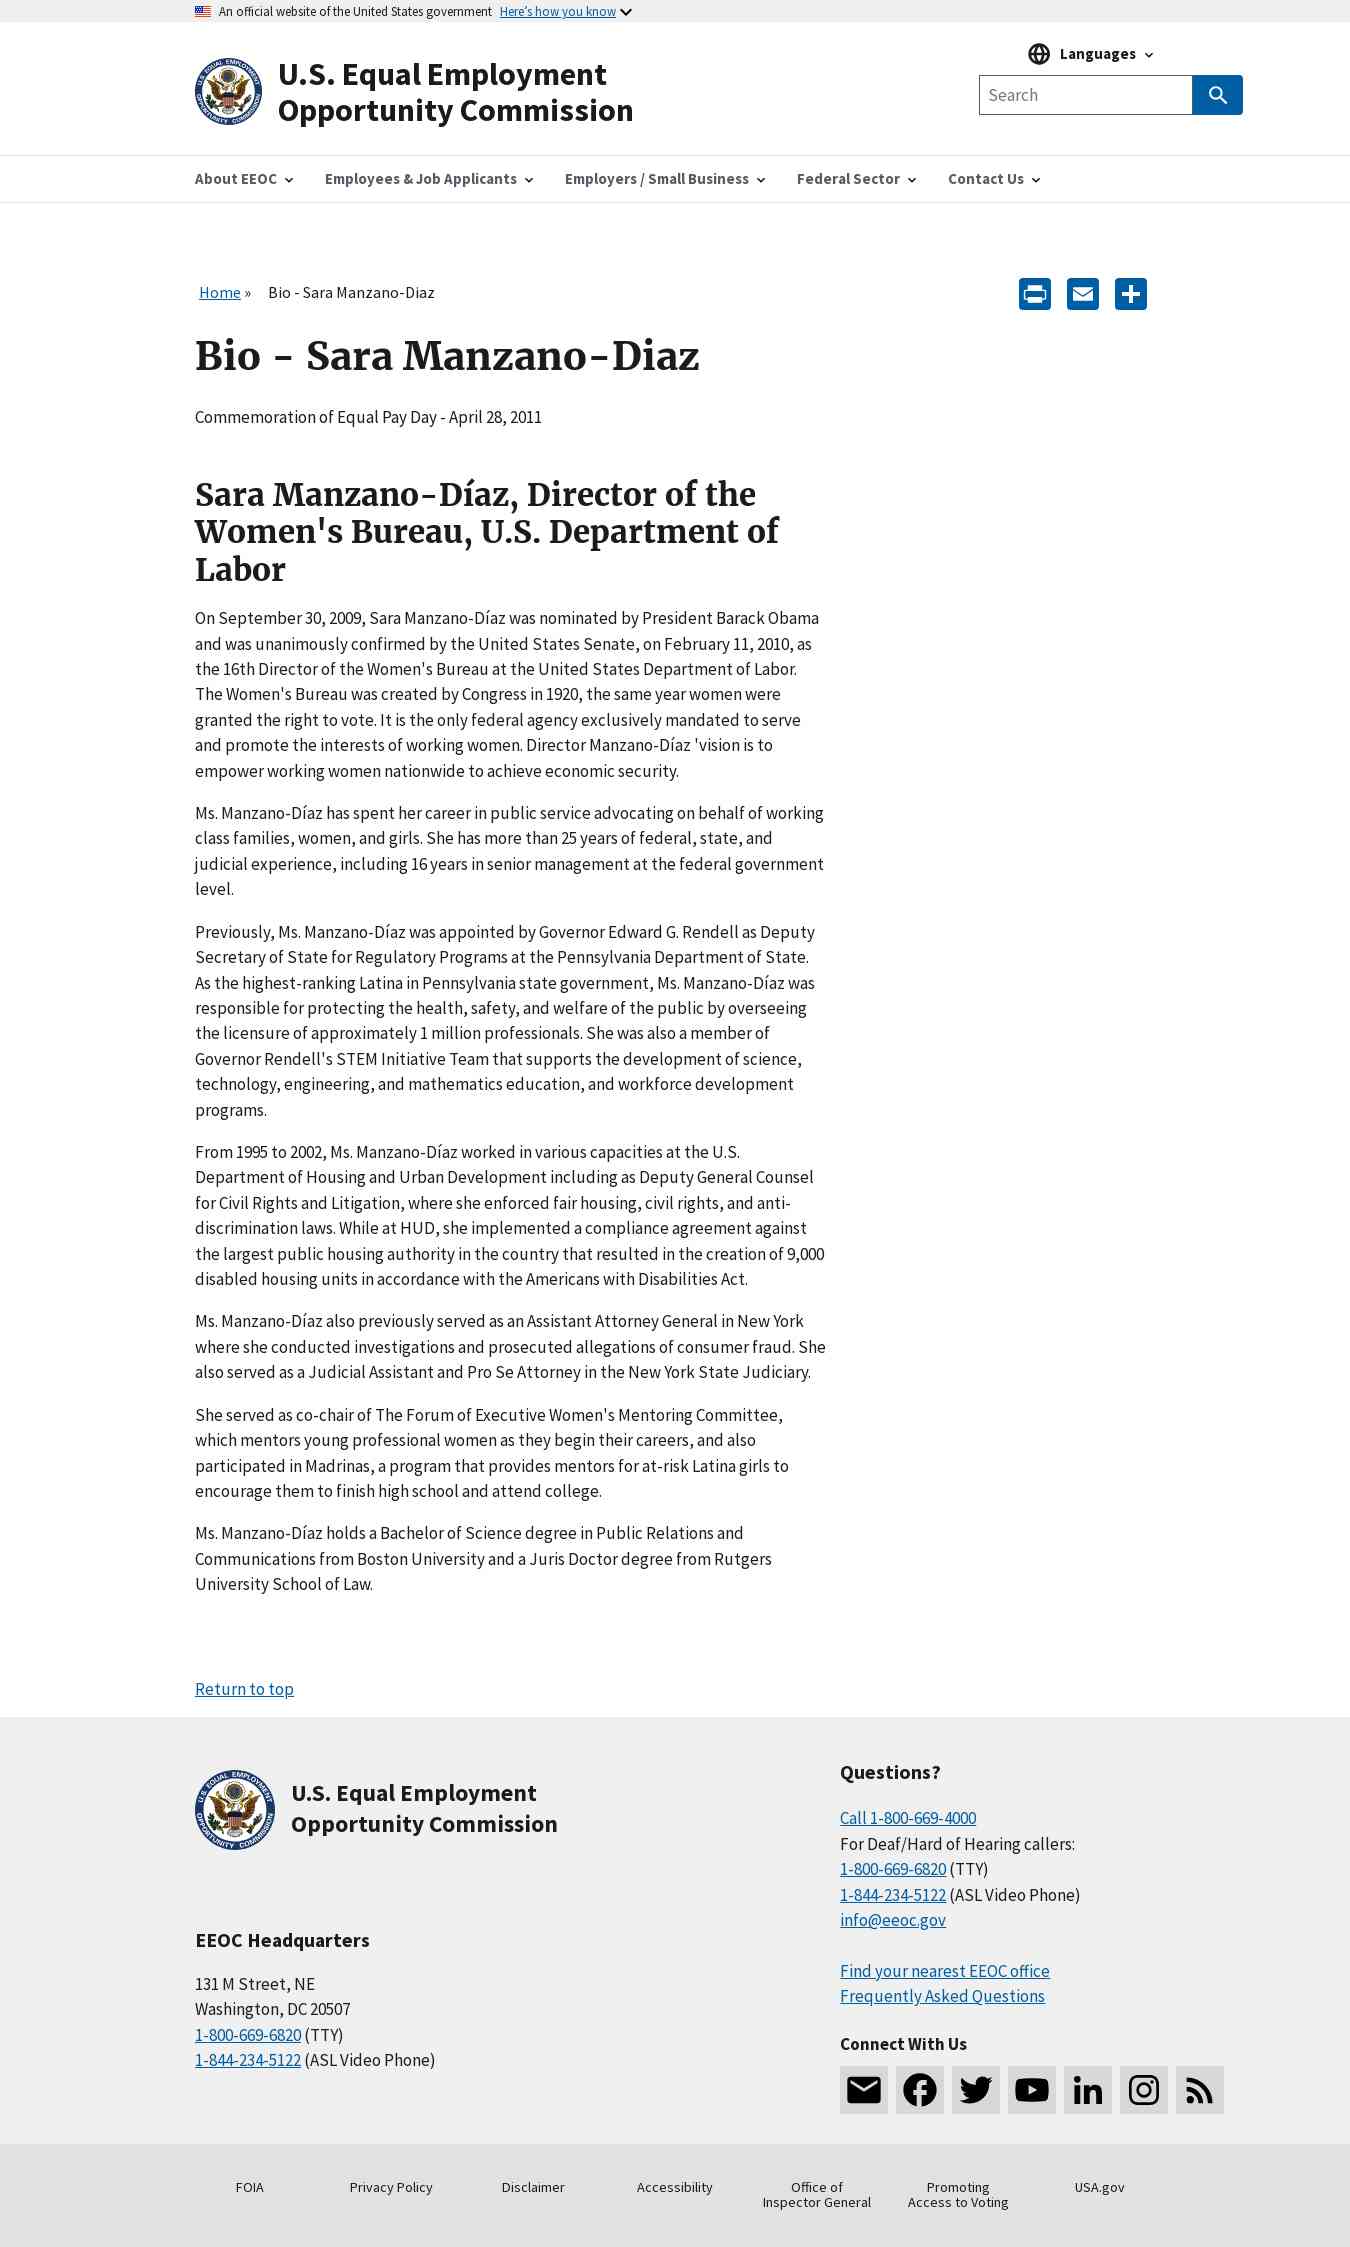 An official website of the United States government Here’s how you know
U.S. Equal Employment
Opportunity Commission
Languages
Search
About EEOC
Employees & Job Applicants
Employers / Small Business
Federal Sector
Contact Us
Home » Bio - Sara Manzano-Diaz
Bio - Sara Manzano-Diaz
Commemoration of Equal Pay Day - April 28, 2011
Sara Manzano-Díaz, Director of the
Women's Bureau, U.S. Department of
Labor
On September 30, 2009, Sara Manzano-Díaz was nominated by President Barack Obama
and was unanimously confirmed by the United States Senate, on February 11, 2010, as
the 16th Director of the Women's Bureau at the United States Department of Labor.
The Women's Bureau was created by Congress in 1920, the same year women were
granted the right to vote. It is the only federal agency exclusively mandated to serve
and promote the interests of working women. Director Manzano-Díaz 'vision is to
empower working women nationwide to achieve economic security.
Ms. Manzano-Díaz has spent her career in public service advocating on behalf of working
class families, women, and girls. She has more than 25 years of federal, state, and
judicial experience, including 16 years in senior management at the federal government
level.
Previously, Ms. Manzano-Díaz was appointed by Governor Edward G. Rendell as Deputy
Secretary of State for Regulatory Programs at the Pennsylvania Department of State.
As the highest-ranking Latina in Pennsylvania state government, Ms. Manzano-Díaz was
responsible for protecting the health, safety, and welfare of the public by overseeing
the licensure of approximately 1 million professionals. She was also a member of
Governor Rendell's STEM Initiative Team that supports the development of science,
technology, engineering, and mathematics education, and workforce development
programs.
From 1995 to 2002, Ms. Manzano-Díaz worked in various capacities at the U.S.
Department of Housing and Urban Development including as Deputy General Counsel
for Civil Rights and Litigation, where she enforced fair housing, civil rights, and anti-
discrimination laws. While at HUD, she implemented a compliance agreement against
the largest public housing authority in the country that resulted in the creation of 9,000
disabled housing units in accordance with the Americans with Disabilities Act.
Ms. Manzano-Díaz also previously served as an Assistant Attorney General in New York
where she conducted investigations and prosecuted allegations of consumer fraud. She
also served as a Judicial Assistant and Pro Se Attorney in the New York State Judiciary.
She served as co-chair of The Forum of Executive Women's Mentoring Committee,
which mentors young professional women as they begin their careers, and also
participated in Madrinas, a program that provides mentors for at-risk Latina girls to
encourage them to finish high school and attend college.
Ms. Manzano-Díaz holds a Bachelor of Science degree in Public Relations and
Communications from Boston University and a Juris Doctor degree from Rutgers
University School of Law.
Return to top
U.S. EQUAL EMPLOYMENT OPPORTUNITY COMMISSION
U.S. Equal Employment
Opportunity Commission
EEOC Headquarters
131 M Street, NE
Washington, DC 20507
1-800-669-6820 (TTY)
1-844-234-5122 (ASL Video Phone)
Questions?
Call 1-800-669-4000
For Deaf/Hard of Hearing callers:
1-800-669-6820 (TTY)
1-844-234-5122 (ASL Video Phone)
info@eeoc.gov
Find your nearest EEOC office
Frequently Asked Questions
Connect With Us
FOIA
Privacy Policy
Disclaimer
Accessibility
Office of
Inspector General
Promoting
Access to Voting
USA.gov